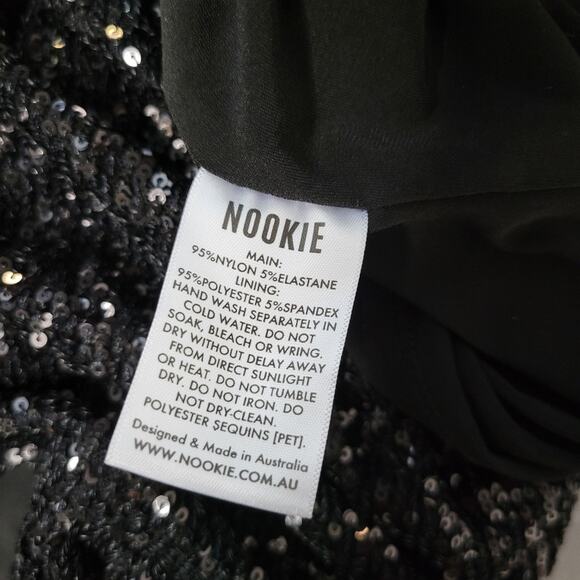 NOOKIE
MAIN:
95%NYLON 5%ELASTANE
LINING:
95%POLYESTER 5%SPANDEX
HAND WASH SEPARATELY IN
COLD WATER. DO NOT
SOAK, BLEACH OR WRING.
DRY WITHOUT DELAY AWAY
FROM DIRECT SUNLIGHT
OR HEAT. DO NOT TUMBLE
DRY. DO NOT IRON. DO
NOT DRY-CLEAN.
POLYESTER SEQUINS [PET].
Designed & Made in Australia
WWW.NOOKIE.COM.AU